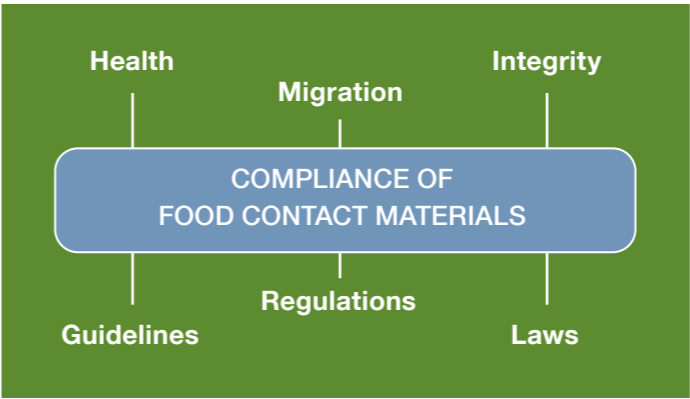 Health
Integrity
Migration
COMPLIANCE OF
FOOD CONTACT MATERIALS
Regulations
Guidelines
Laws